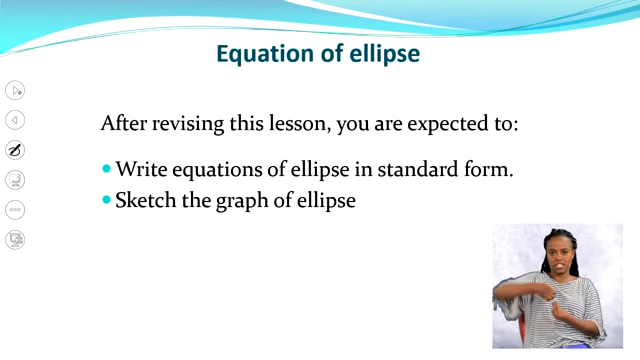 Equation of ellipse
After revising this lesson, you are expected to:
• Write equations of ellipse in standard form.
• Sketch the graph of ellipse